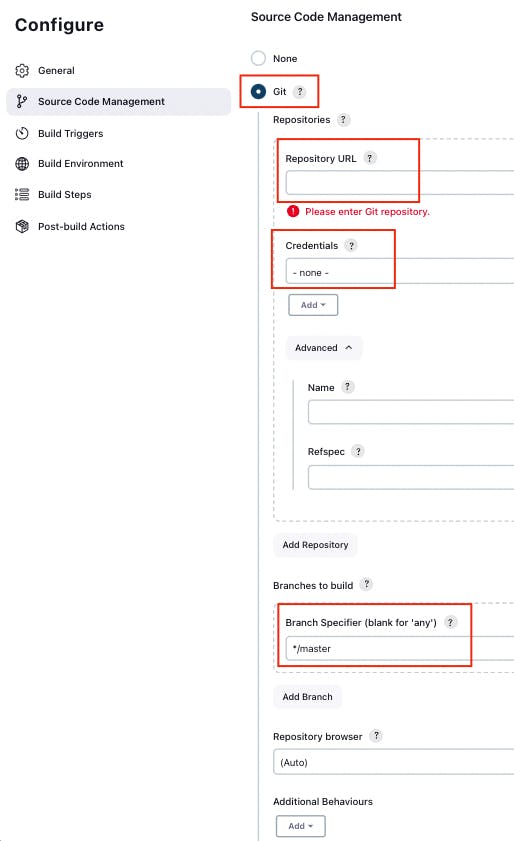 Configure
General
Source Code Management
Build Triggers
Build Environment
Build Steps
Post-build Actions
Source Code Management
None
Git ?
Repositories ?
Repository URL ?
! Please enter Git repository.
Credentials ?
- none -
Add
Advanced
Name ?
Refspec ?
Add Repository
Branches to build ?
Branch Specifier (blank for 'any') ?
*/master
Add Branch
Repository browser ?
(Auto)
Additional Behaviours
Add